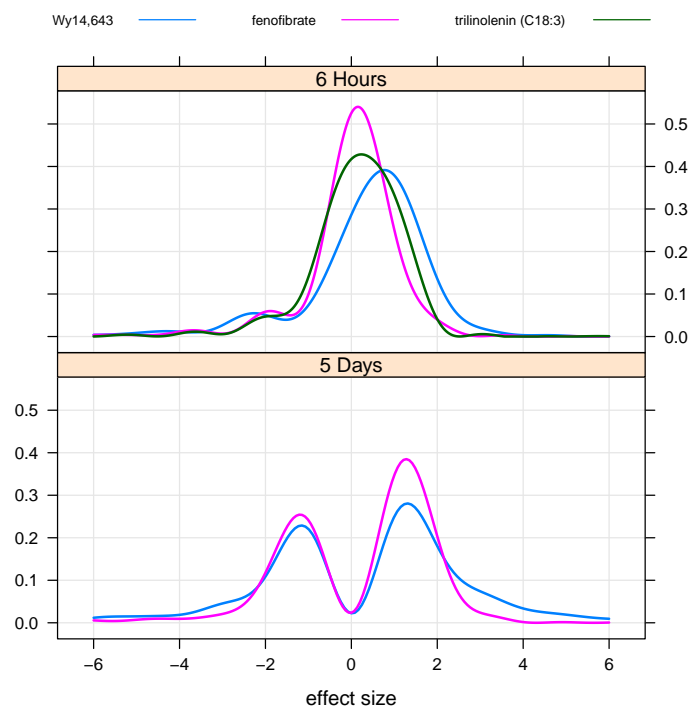 Wy14,643 fenofibrate trilinolenin (C18:3)
6 Hours
0.5
0.4
0.3
0.2
0.1
0.0
5 Days
0.5
0.4
0.3
0.2
0.1
0.0
−6 −4 −2 0 2 4 6
effect size